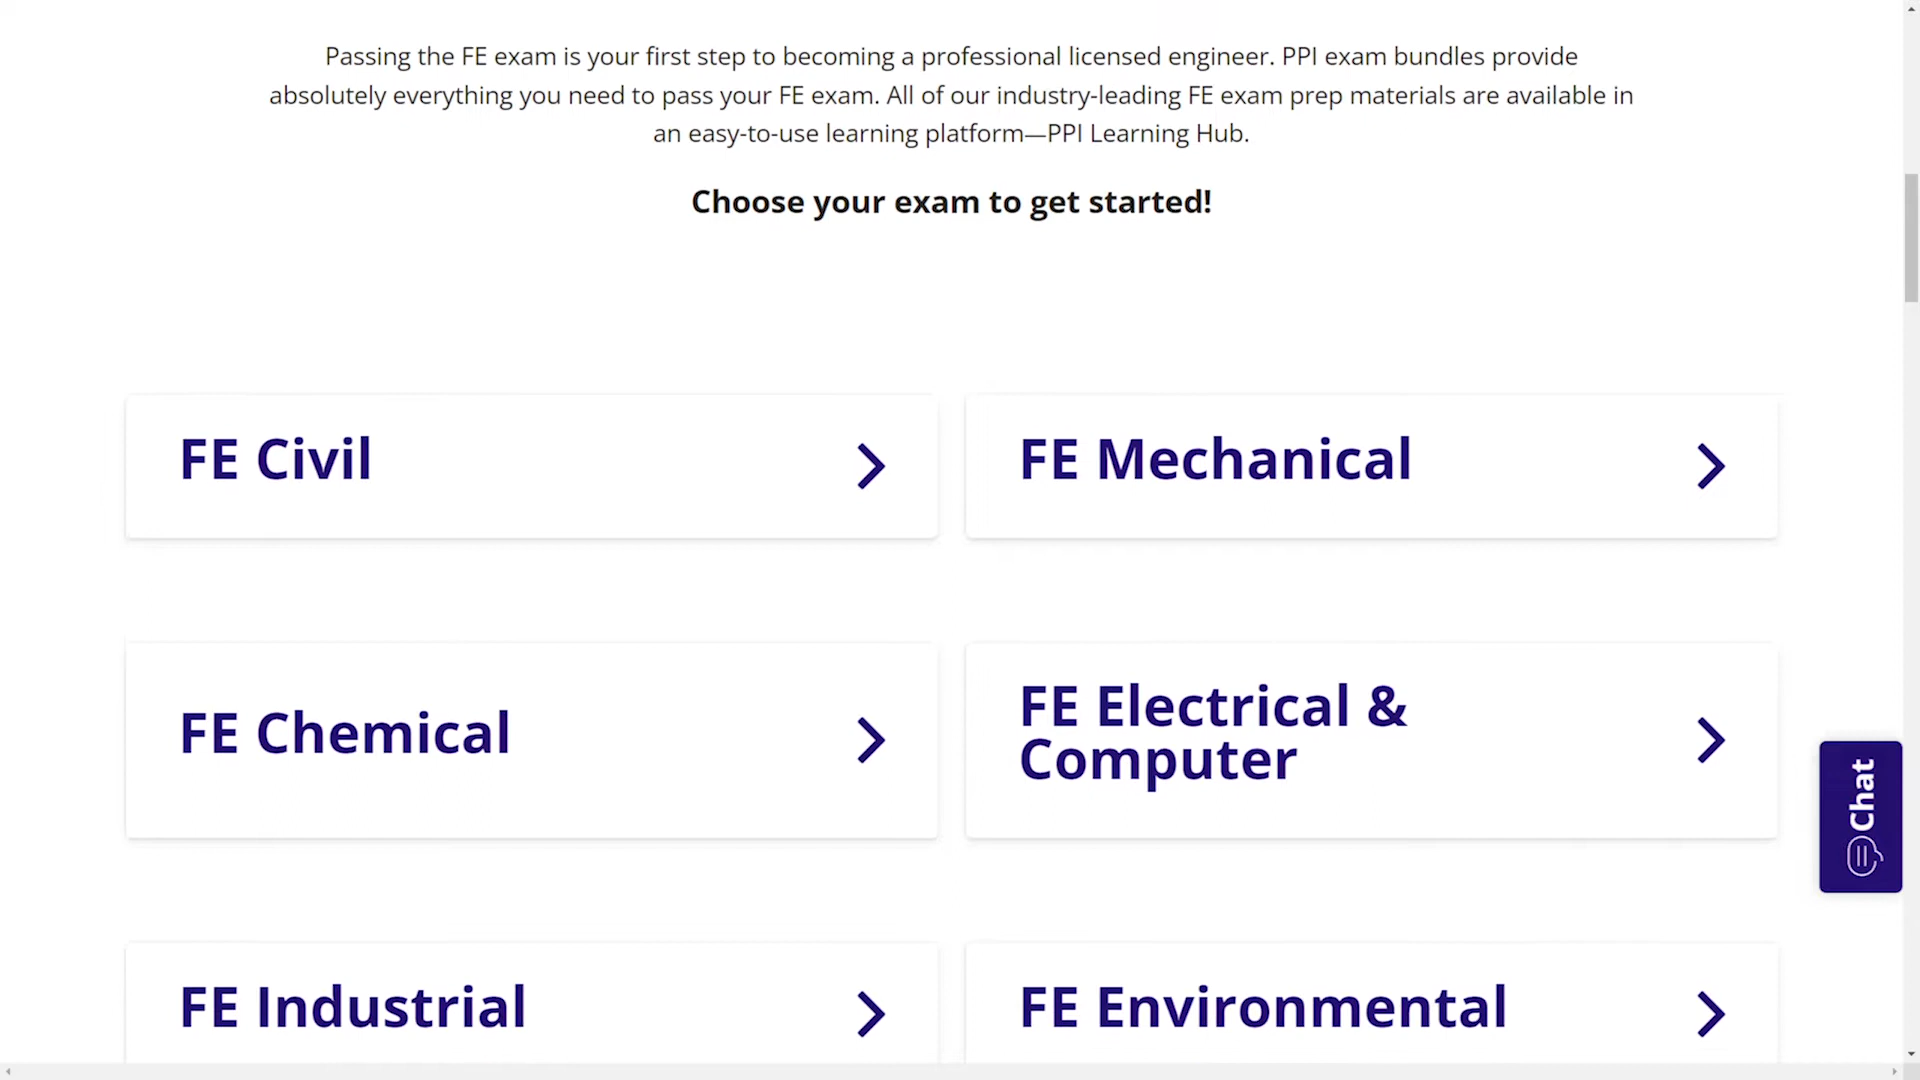 Passing the FE exam is your first step to becoming a professional licensed engineer. PPI exam bundles provide
absolutely everything you need to pass your FE exam. All of our industry-leading FE exam prep materials are available in
an easy-to-use learning platform—PPI Learning Hub.
Choose your exam to get started!
FE Civil
FE Mechanical
FE Chemical
FE Electrical &
Computer
Chat
FE Industrial
FE Environmental